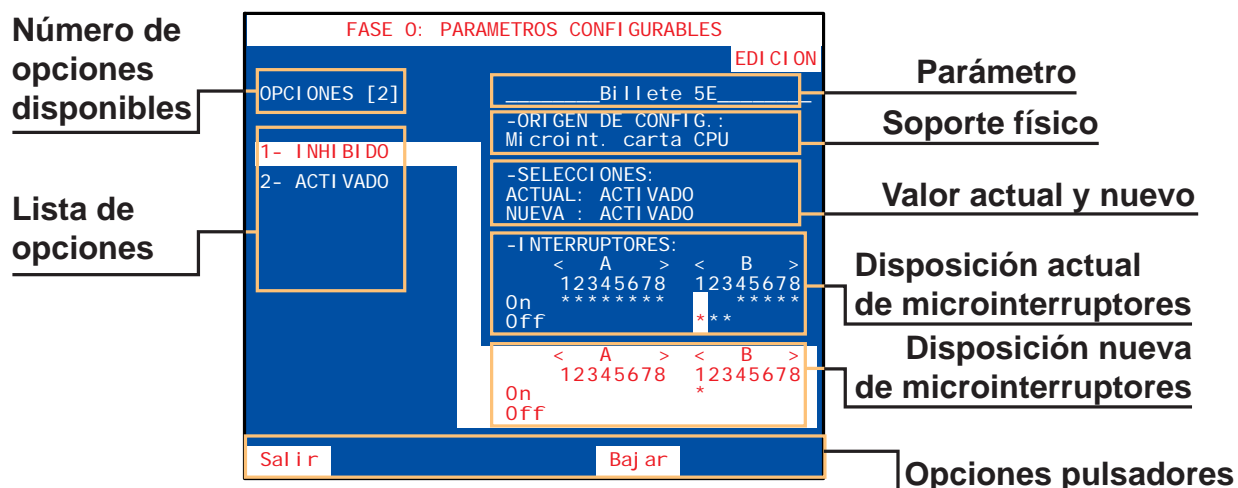 Número de
opciones
disponibles
Lista de
opciones
FASE 0: PARAMETROS CONFIGURABLES
EDICION
OPCIONES [2]
1- INHIBIDO
2- ACTIVADO
________Billete 5E________
-ORIGEN DE CONFIG.:
Microint. carta CPU
-SELECCIONES:
ACTUAL: ACTIVADO
NUEVA : ACTIVADO
-INTERRUPTORES:
< A > < B >
12345678 12345678
On ******** *****
Off ***
< A > < B >
12345678 12345678
On *
Off
Salir Bajar
Parámetro
Soporte físico
Valor actual y nuevo
Disposición actual
de microinterruptores
Disposición nueva
de microinterruptores
Opciones pulsadores